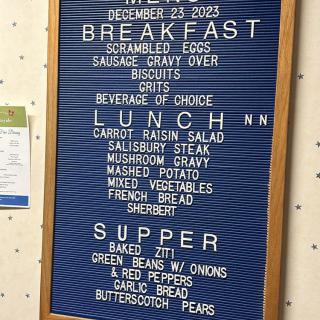 MENU
DECEMBER 23 2023
BREAKFAST
SCRAMBLED EGGS
SAUSAGE GRAVY OVER
BISCUITS
GRITS
BEVERAGE OF CHOICE
LUNCH NN
CARROT RAISIN SALAD
SALISBURY STEAK
MUSHROOM GRAVY
MASHED POTATO
MIXED VEGETABLES
FRENCH BREAD
SHERBERT
SUPPER
BAKED ZITI
GREEN BEANS W/ ONIONS
& RED PEPPERS
GARLIC BREAD
BUTTERSCOTCH PEARS